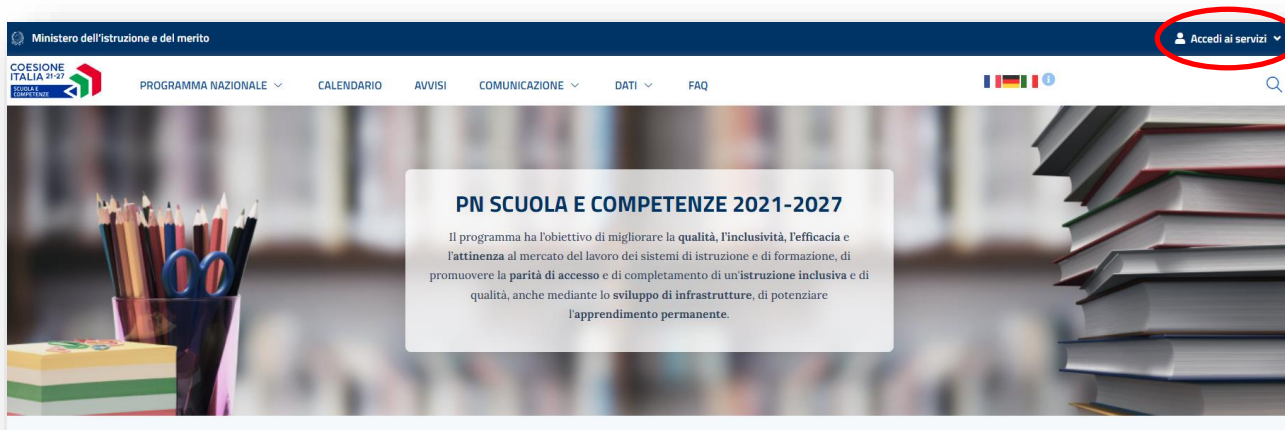 Ministero dell'istruzione e del merito
Accedi ai servizi
COESIONE
ITALIA 21-27
SCUOLA E
COMPETENZE
PROGRAMMA NAZIONALE
CALENDARIO
AVVISI
COMUNICAZIONE
DATI
FAQ
PN SCUOLA E COMPETENZE 2021-2027
Il programma ha l'obiettivo di migliorare la qualità, l'inclusività, l'efficacia e
l'attinenza al mercato del lavoro dei sistemi di istruzione e di formazione, di
promuovere la parità di accesso e di completamento di un'istruzione inclusiva e di
qualità, anche mediante lo sviluppo di infrastrutture, di potenziare
l'apprendimento permanente.